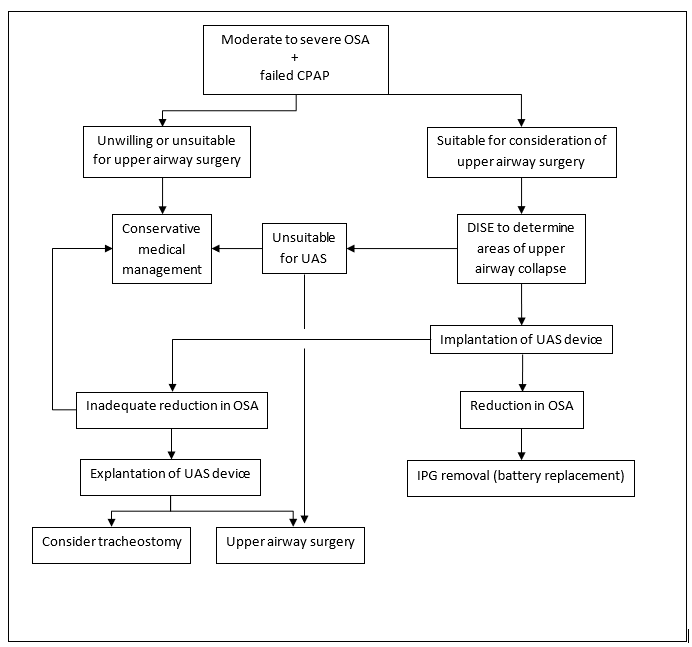 Moderate to severe OSA
+
failed CPAP
Unwilling or unsuitable
for upper airway surgery
Suitable for consideration of
upper airway surgery
Conservative
medical
management
Unsuitable
for UAS
DISE to determine
areas of upper
airway collapse
Implantation of UAS device
Inadequate reduction in OSA
Reduction in OSA
Explantation of UAS device
IPG removal (battery replacement)
Consider tracheostomy
Upper airway surgery